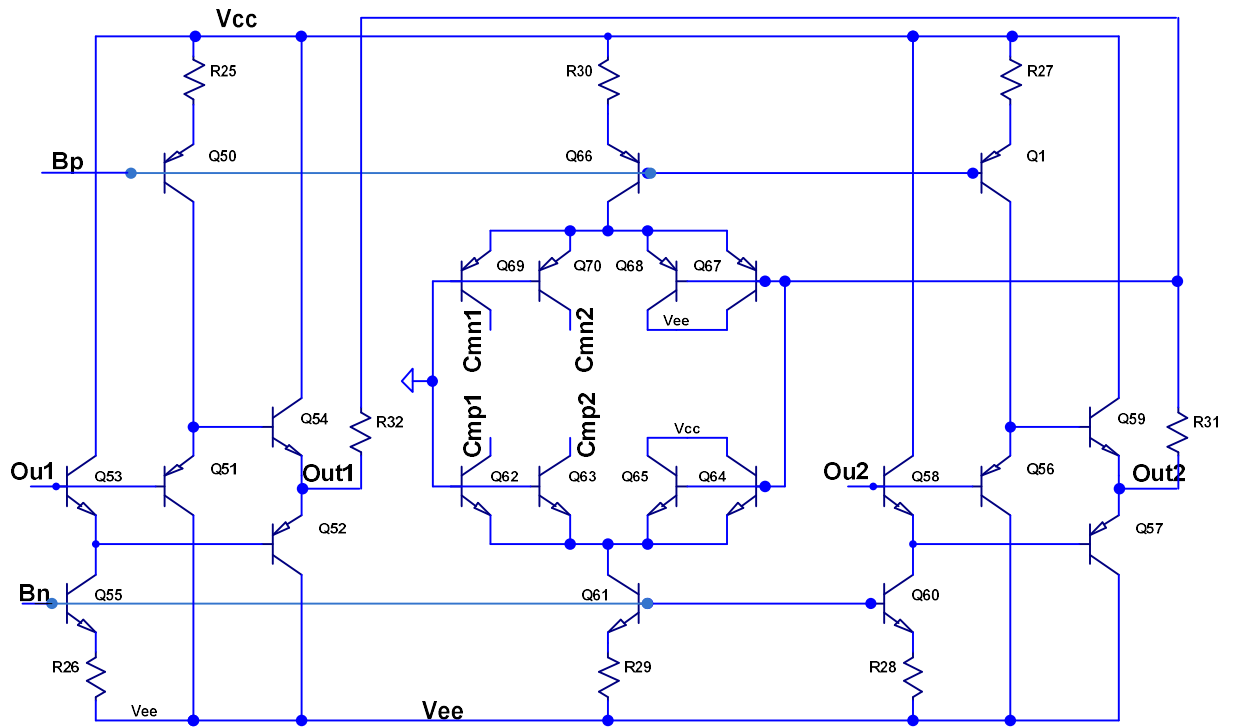 Vcc
R25
R30
R27
Bp
Q50
Q66
Q1
Q69
Q70
Q68
Q67
Cmn1
Cmn2
Vee
Cmp1
Cmp2
Q54
R32
Vcc
Q59
R31
Ou1
Q53
Q51
Out1
Q62
Q63
Q65
Q64
Ou2
Q58
Q56
Out2
Q52
Q57
Bn
Q55
Q61
Q60
R26
R29
R28
Vee
Vee